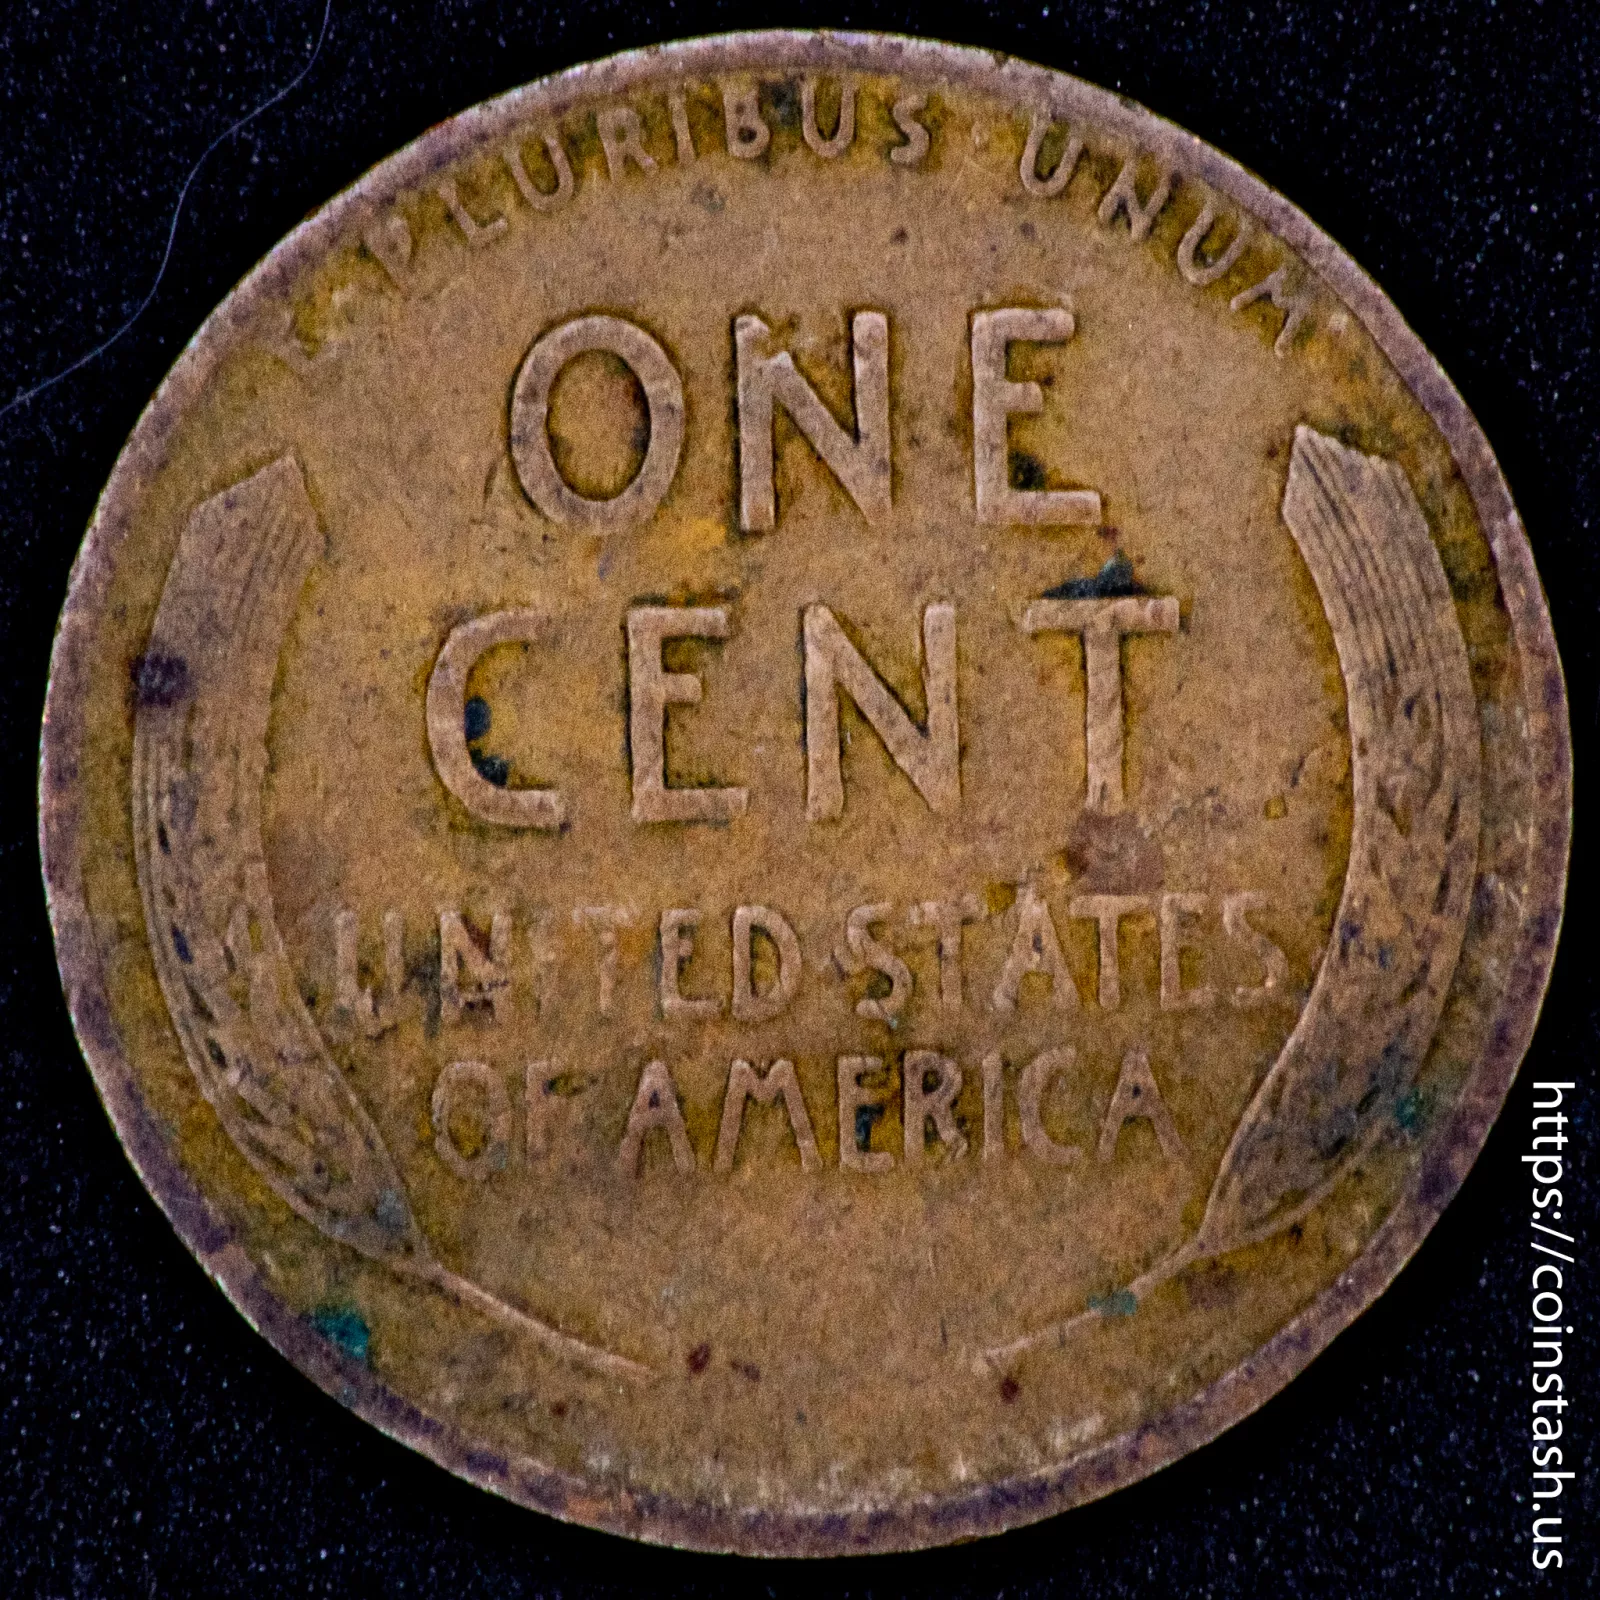 PLURIBUS UNUM
ONE
CENT
UNITED STATES
OF AMERICA
https://coinstash.us